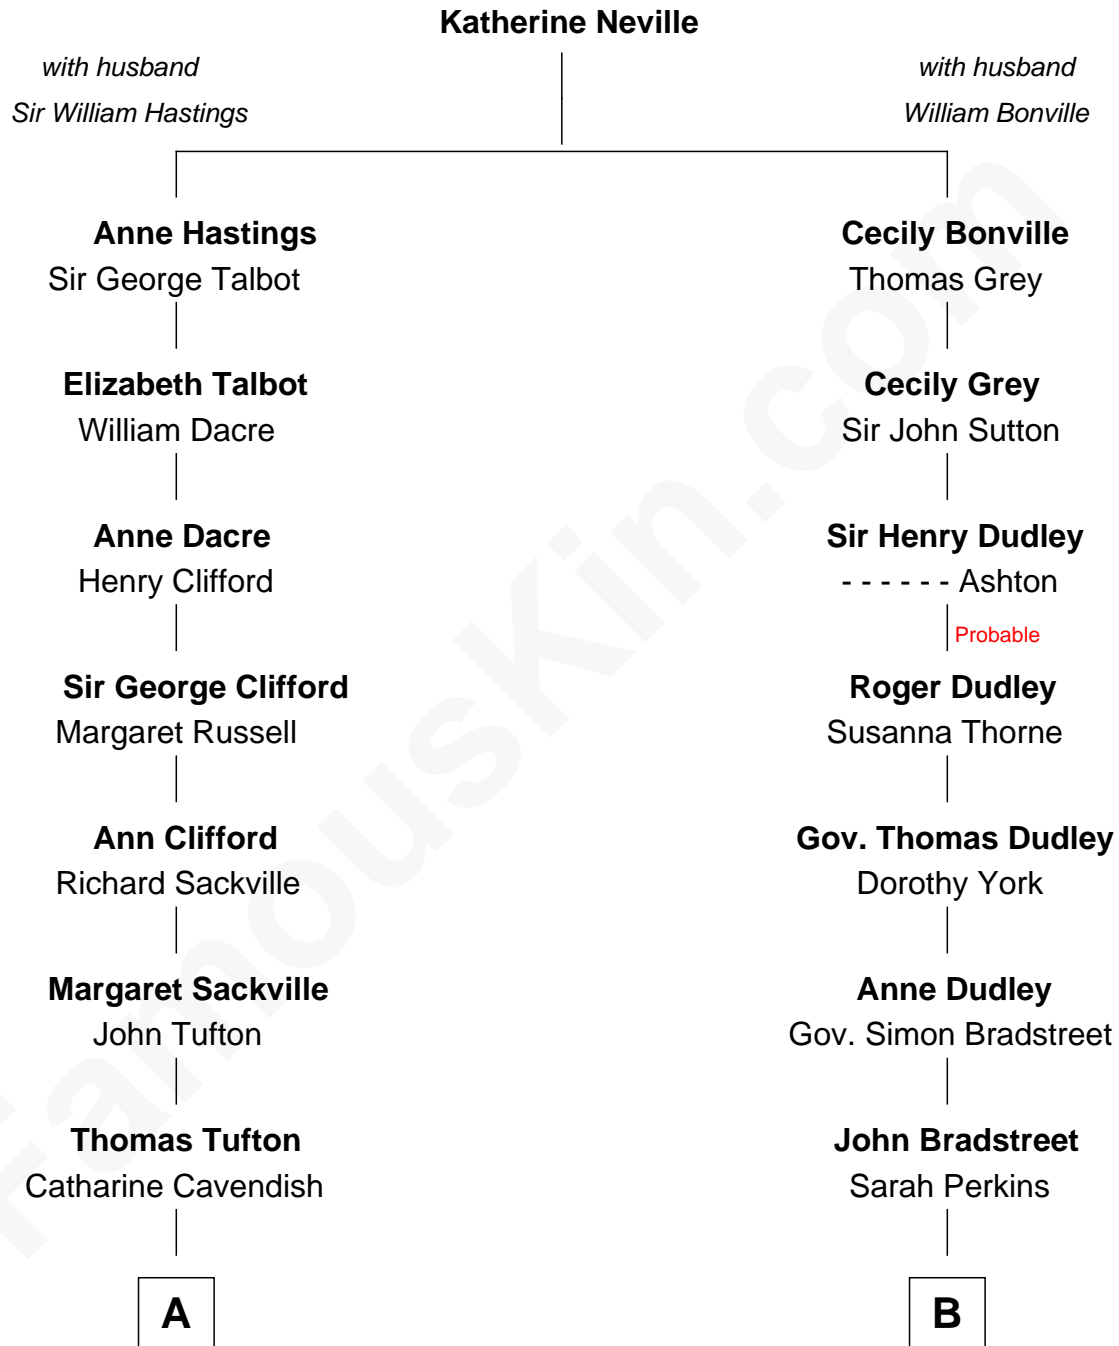 Katherine Neville
with husband
Sir William Hastings
with husband
William Bonville
Anne Hastings
Sir George Talbot
Cecily Bonville
Thomas Grey
Elizabeth Talbot
William Dacre
Cecily Grey
Sir John Sutton
Anne Dacre
Henry Clifford
Sir Henry Dudley
- - - - - - Ashton
Probable
Sir George Clifford
Margaret Russell
Roger Dudley
Susanna Thorne
Ann Clifford
Richard Sackville
Gov. Thomas Dudley
Dorothy York
Margaret Sackville
John Tufton
Anne Dudley
Gov. Simon Bradstreet
Thomas Tufton
Catharine Cavendish
John Bradstreet
Sarah Perkins
A
B
FamousKin.com